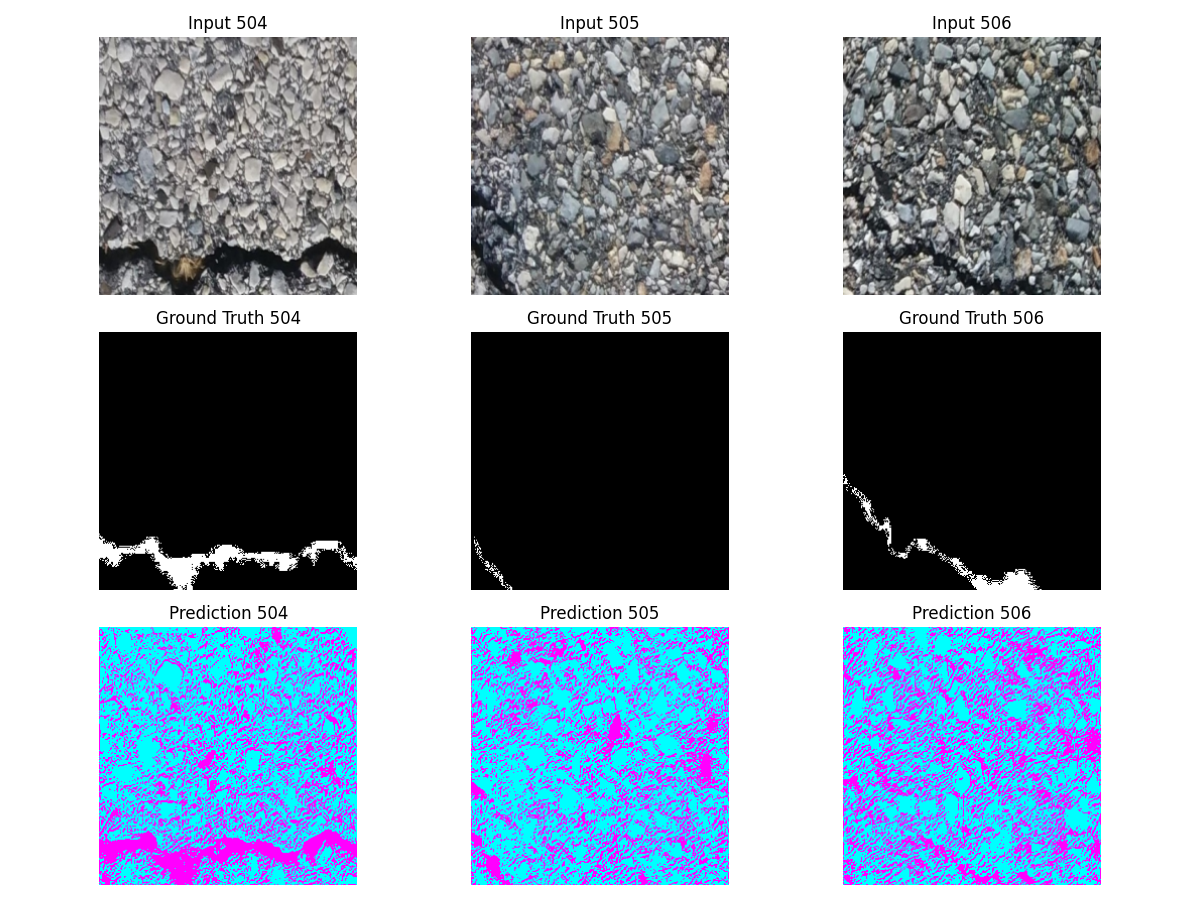 Input 504
Input 505
Input 506
Ground Truth 504
Ground Truth 505
Ground Truth 506
Prediction 504
Prediction 505
Prediction 506